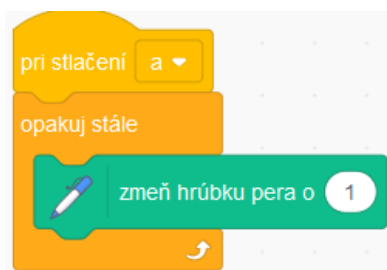 pri stlačení a
opakuj stále
zmeň hrúbku pera o 1